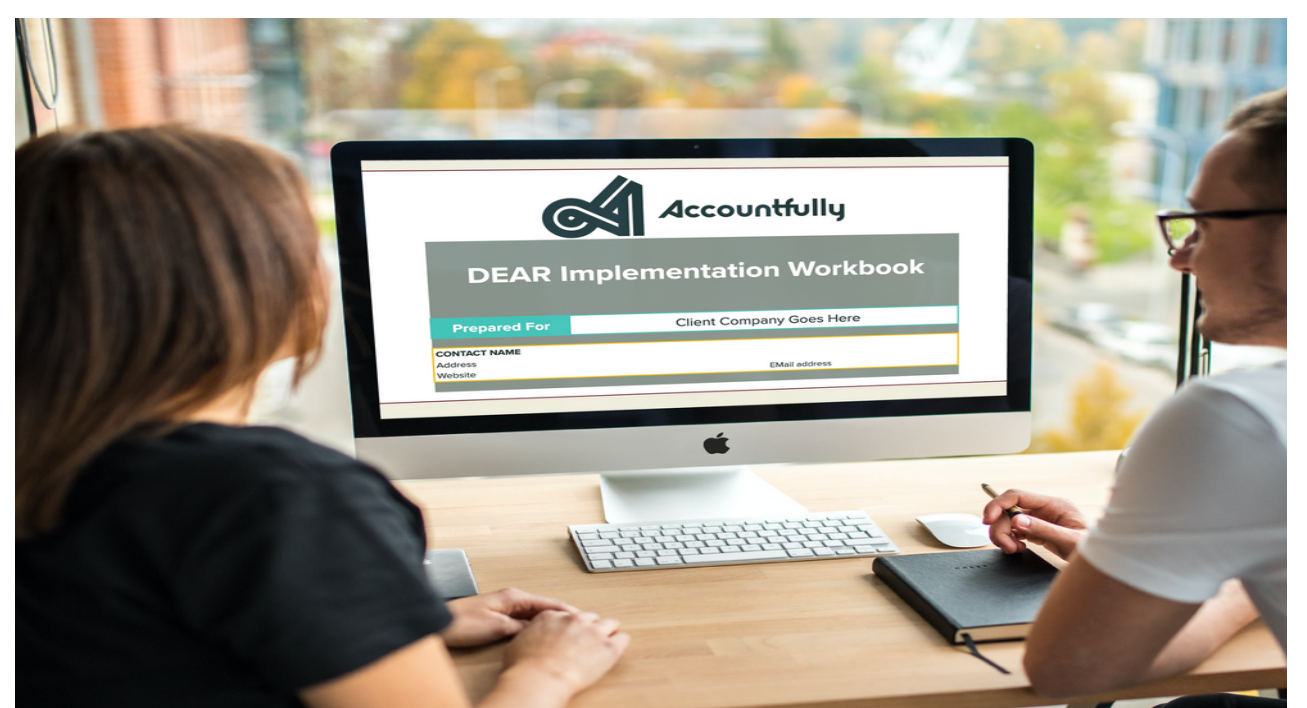 Accountfully
DEAR Implementation Workbook
Prepared For
Client Company Goes Here
CONTACT NAME
Address
EMail address
Website